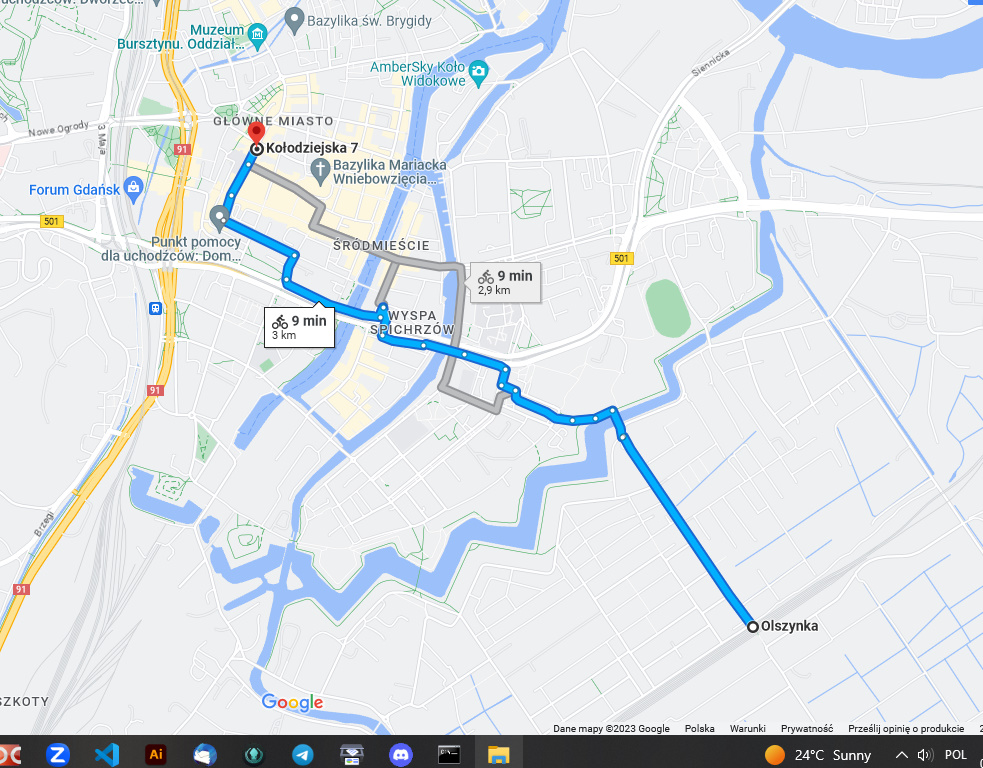 uchodźców: Dworzec...
Bazylika św. Brygidy
Muzeum
Bursztynu. Oddział...
AmberSky Koło
Widokowe
Siennicka
GŁÓWNE MIASTO
Nowe Ogrody
3 Maja
91
Kołodziejska 7
Bazylika Mariacka
Wniebowzięcia...
Forum Gdańsk
501
Punkt pomocy
dla uchodźców: Dom...
ŚRÓDMIEŚCIE
501
9 min
2,9 km
9 min
3 km
WYSPA
SPICHRZÓW
91
Brzegi
91
Olszynka
SZKOTY
Google
Dane mapy ©2023 Google Polska Warunki Prywatność Prześlij opinię o produkcie
Z Ai 24°C Sunny POL